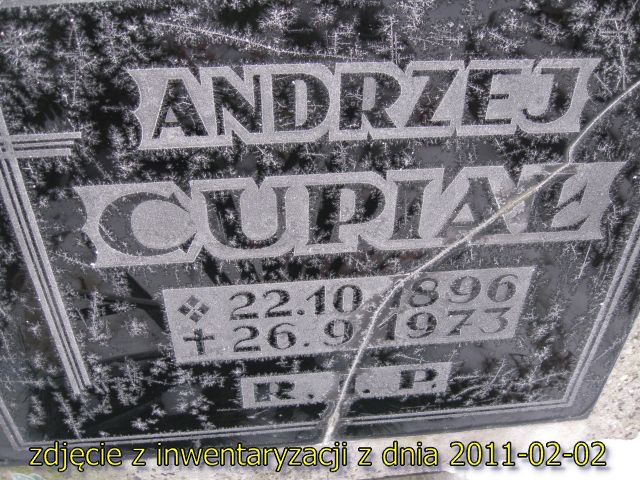 ANDRZEJ
CUPIAŁ
22.10 1896
26.9 1973
R.I.P.
zdjęcie z inwentaryzacji z dnia 2011-02-02